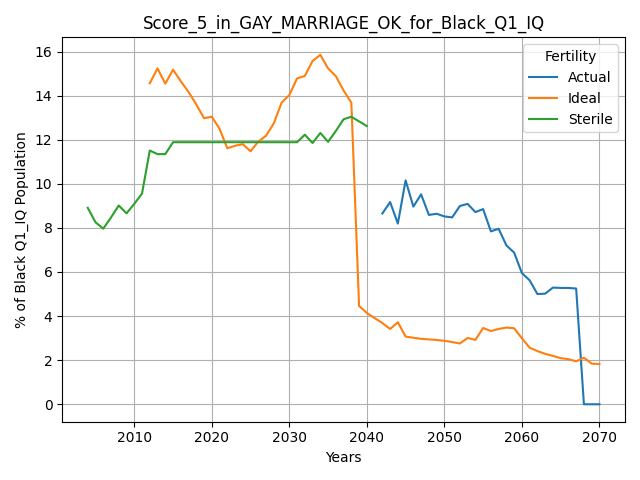 Score_5_in_GAY_MARRIAGE_OK_for_Black_Q1_IQ
Fertility
Actual
Ideal
Sterile
% of Black Q1_IQ Population
16
14
12
10
8
6
4
2
0
2010 2020 2030 2040 2050 2060 2070
Years